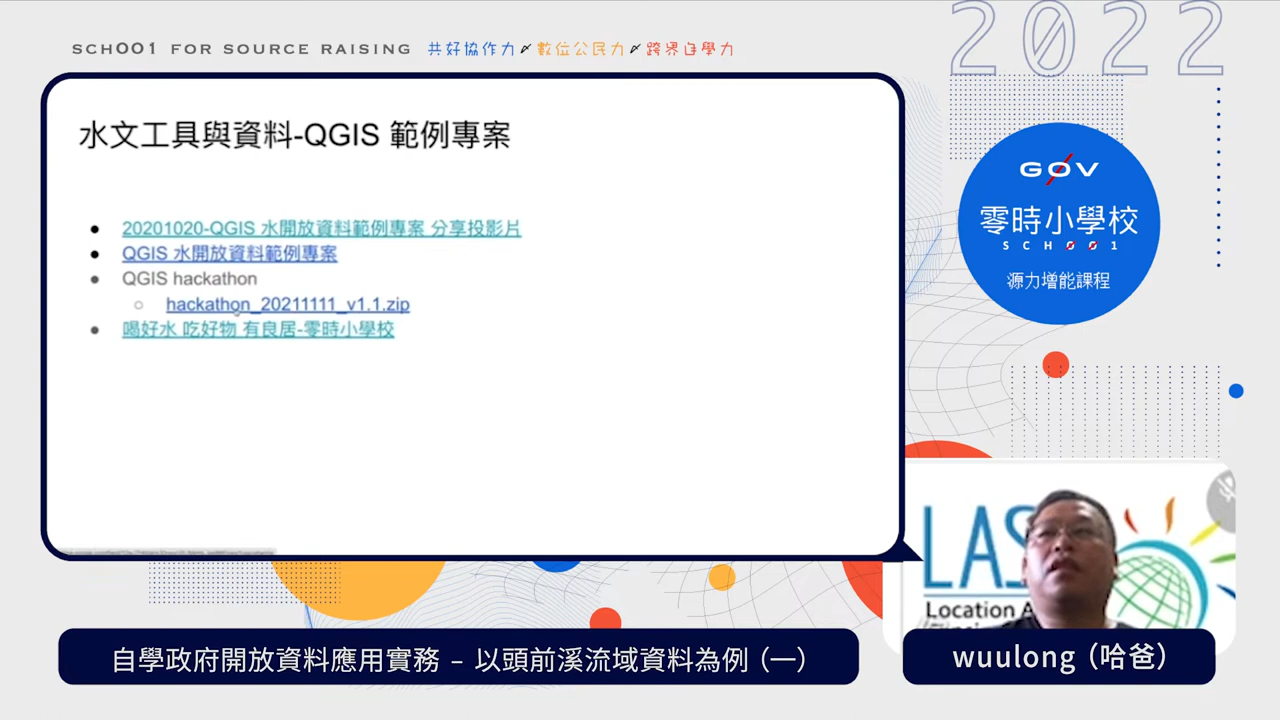 SCHOO1 FOR SOURCE RAISING 共好協作力 數位公民力 跨界自學力
2022
水文工具與資料-QGIS 範例專案
20201020-QGIS 水開放資料範例專案 分享投影片
QGIS 水開放資料範例專案
QGIS hackathon
hackathon_20211111_v1.1.zip
喝好水 吃好物 有良居-零時小學校
G0V
零時小學校
SCH001
源力增能課程
LAS
Location A
自學政府開放資料應用實務 – 以頭前溪流域資料為例 (一)
wuulong (哈爸)